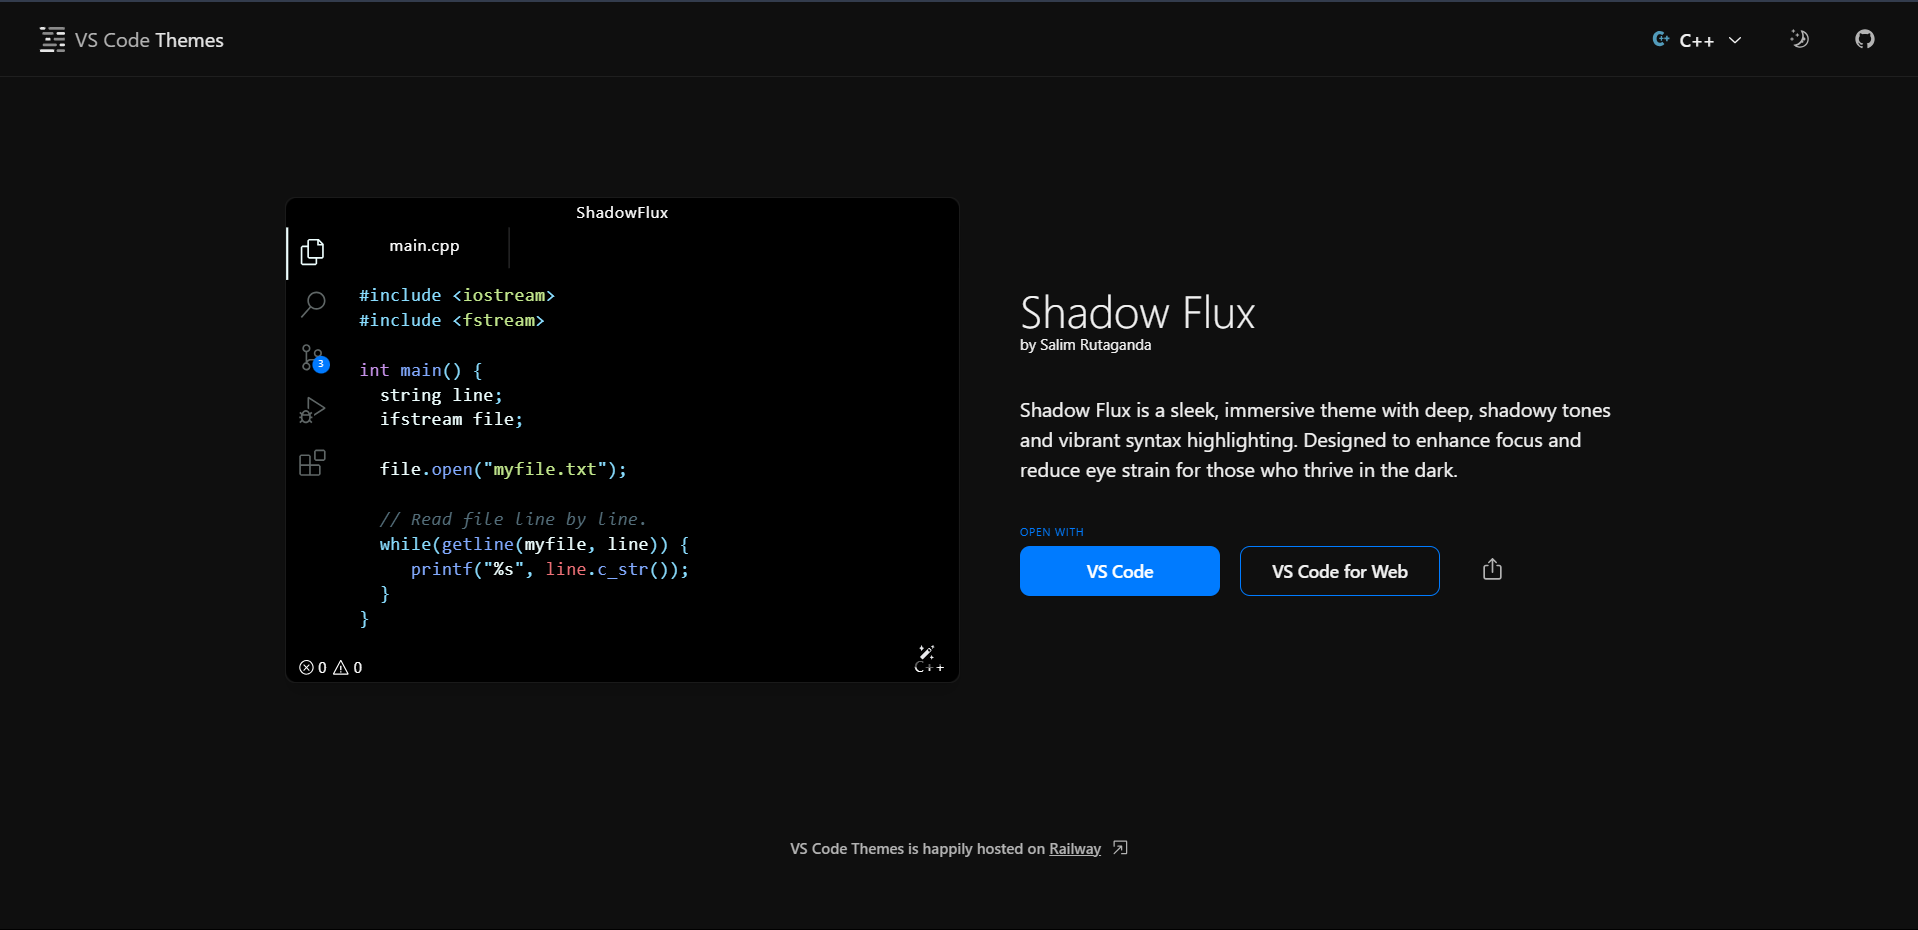 VS Code Themes
C++
ShadowFlux
main.cpp
#include <iostream>
#include <fstream>
3
int main() {
string line;
ifstream file;
file.open("myfile.txt");
// Read file line by line.
while(getline(myfile, line)) {
printf("%s", line.c_str());
}
}
0 0
C++
Shadow Flux
by Salim Rutaganda
Shadow Flux is a sleek, immersive theme with deep, shadowy tones
and vibrant syntax highlighting. Designed to enhance focus and
reduce eye strain for those who thrive in the dark.
OPEN WITH
VS Code
VS Code for Web
VS Code Themes is happily hosted on Railway